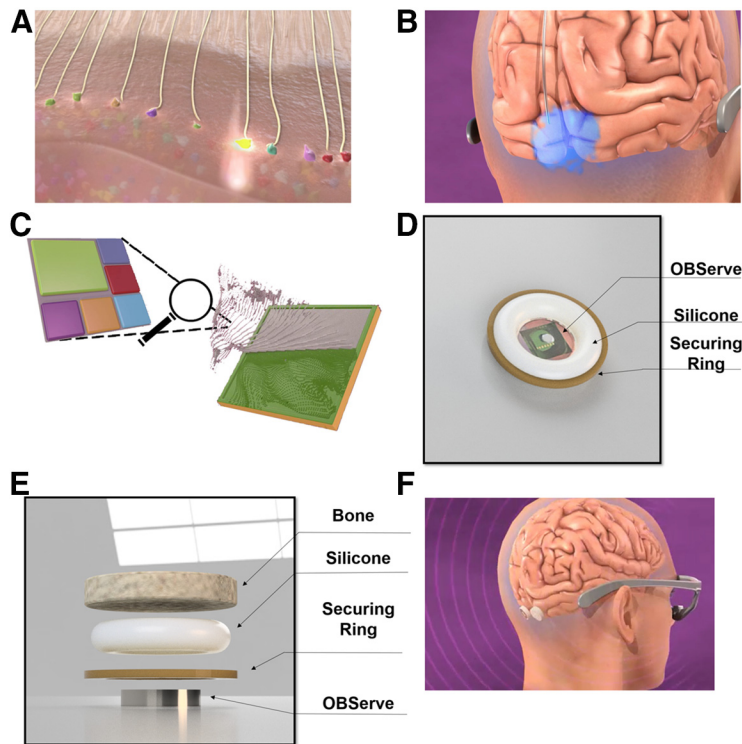 A
B
C
D
OBServe
Silicone
Securing
Ring
E
Bone
Silicone
Securing
Ring
OBServe
F